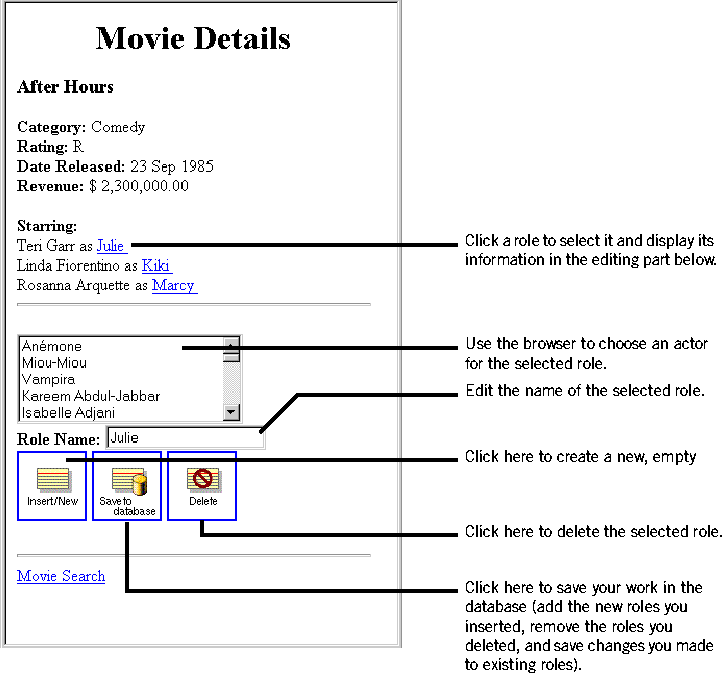 Movie Details
After Hours
Category: Comedy
Rating: R
Date Released: 23 Sep 1985
Revenue: $ 2,300,000.00
Starring:
Teri Garr as Julie
Linda Fiorentino as Kiki
Rosanna Arquette as Marcy
Click a role to select it and display its
information in the editing part below.
Anémone
Miou-Miou
Vampira
Kareem Abdul-Jabbar
Isabelle Adjani
Use the browser to choose an actor
for the selected role.
Edit the name of the selected role.
Role Name: Julie
Insert/New
Save to
database
Delete
Click here to create a new, empty
Click here to delete the selected role.
Movie Search
Click here to save your work in the
database (add the new roles you
inserted, remove the roles you
deleted, and save changes you made
to existing roles).